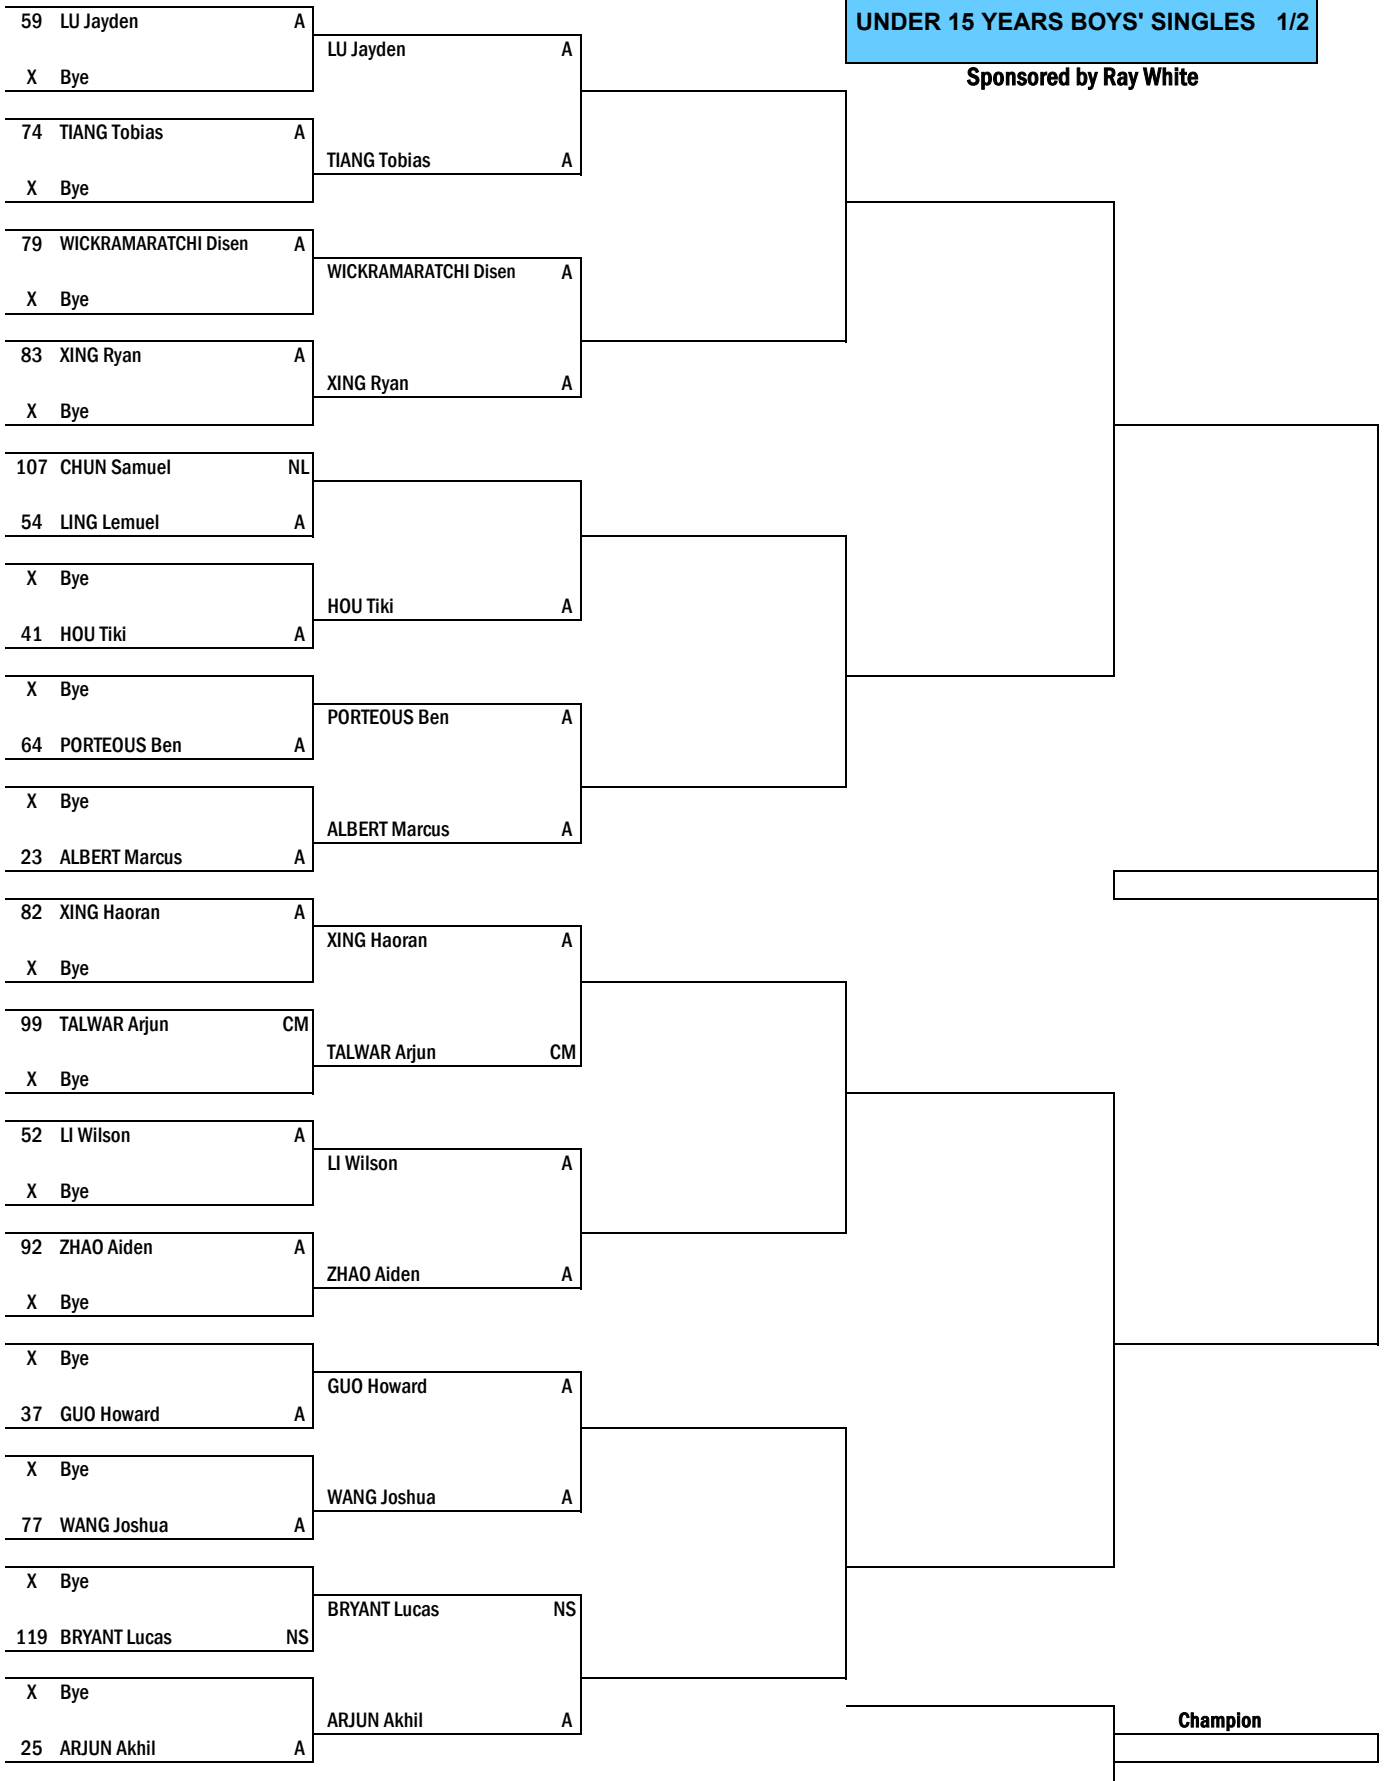 59 LU Jayden A
UNDER 15 YEARS BOYS' SINGLES 1/2
LU Jayden A
X Bye
Sponsored by Ray White
74 TIANG Tobias A
TIANG Tobias A
X Bye
79 WICKRAMARATCHI Disen A
WICKRAMARATCHI Disen A
X Bye
83 XING Ryan A
XING Ryan A
X Bye
107 CHUN Samuel NL
54 LING Lemuel A
X Bye
HOU Tiki A
41 HOU Tiki A
X Bye
PORTEOUS Ben A
64 PORTEOUS Ben A
X Bye
ALBERT Marcus A
23 ALBERT Marcus A
82 XING Haoran A
XING Haoran A
X Bye
99 TALWAR Arjun CM
TALWAR Arjun CM
X Bye
52 LI Wilson A
LI Wilson A
X Bye
92 ZHAO Aiden A
ZHAO Aiden A
X Bye
X Bye
GUO Howard A
37 GUO Howard A
X Bye
WANG Joshua A
77 WANG Joshua A
X Bye
BRYANT Lucas NS
119 BRYANT Lucas NS
X Bye
ARJUN Akhil A
Champion
25 ARJUN Akhil A